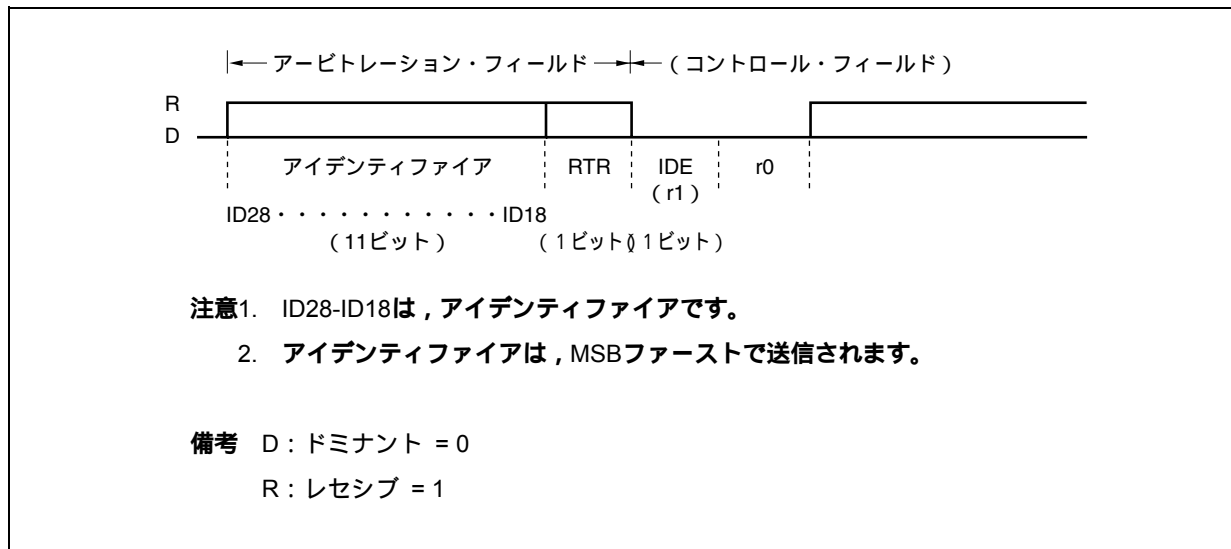 アービトレーション・フィールド (コントロール・フィールド)
R
D
アイデンティファイア RTR IDE r0
(r1)
ID28・・・・・・・・・・・ID18
(11ビット) (1ビット)(1ビット)
注意1. ID28-ID18は,アイデンティファイアです。
2. アイデンティファイアは,MSBファーストで送信されます。
備考 D:ドミナント = 0
R:レセシブ = 1